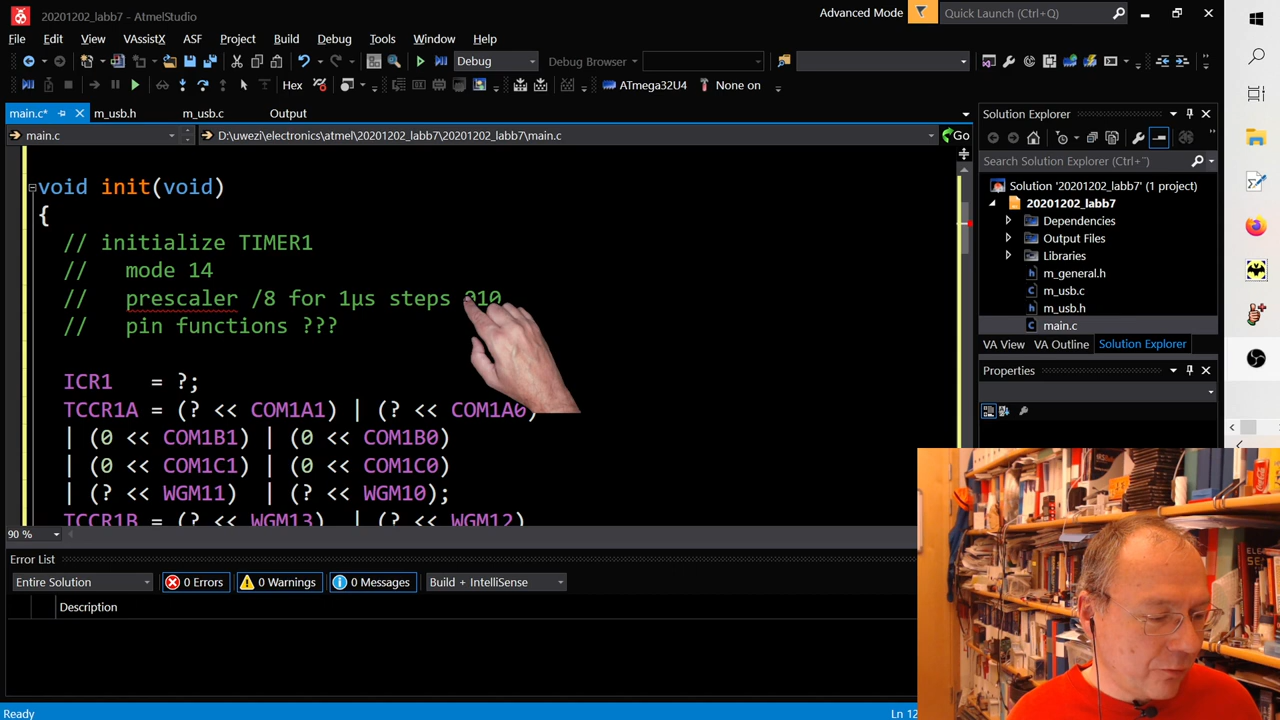 20201202_labb7 - AtmelStudio
Advanced Mode
Quick Launch (Ctrl+Q)
File Edit View VAssistX ASF Project Build Debug Tools Window Help
Debug
Debug Browser
Hex
ATmega32U4
None on
main.c*
m_usb.h
m_usb.c
Output
main.c
D:\uwezi\electronics\atmel\20201202_labb7\20201202_labb7\main.c
Go
void init(void)
{
// initialize TIMER1
//   mode 14
//   prescaler /8 for 1µs steps 010
//   pin functions ???
ICR1   = ?;
TCCR1A = (? << COM1A1) | (? << COM1A0)
| (0 << COM1B1) | (0 << COM1B0)
| (0 << COM1C1) | (0 << COM1C0)
| (? << WGM11)  | (? << WGM10);
TCCR1B = (? << WGM13)  | (? << WGM12)
90 %
Solution Explorer
Search Solution Explorer (Ctrl+¨)
Solution '20201202_labb7' (1 project)
20201202_labb7
Dependencies
Output Files
Libraries
m_general.h
m_usb.c
m_usb.h
main.c
VA View
VA Outline
Solution Explorer
Properties
Error List
Entire Solution
0 Errors
0 Warnings
0 Messages
Build + IntelliSense
Description
Ready
Ln 12